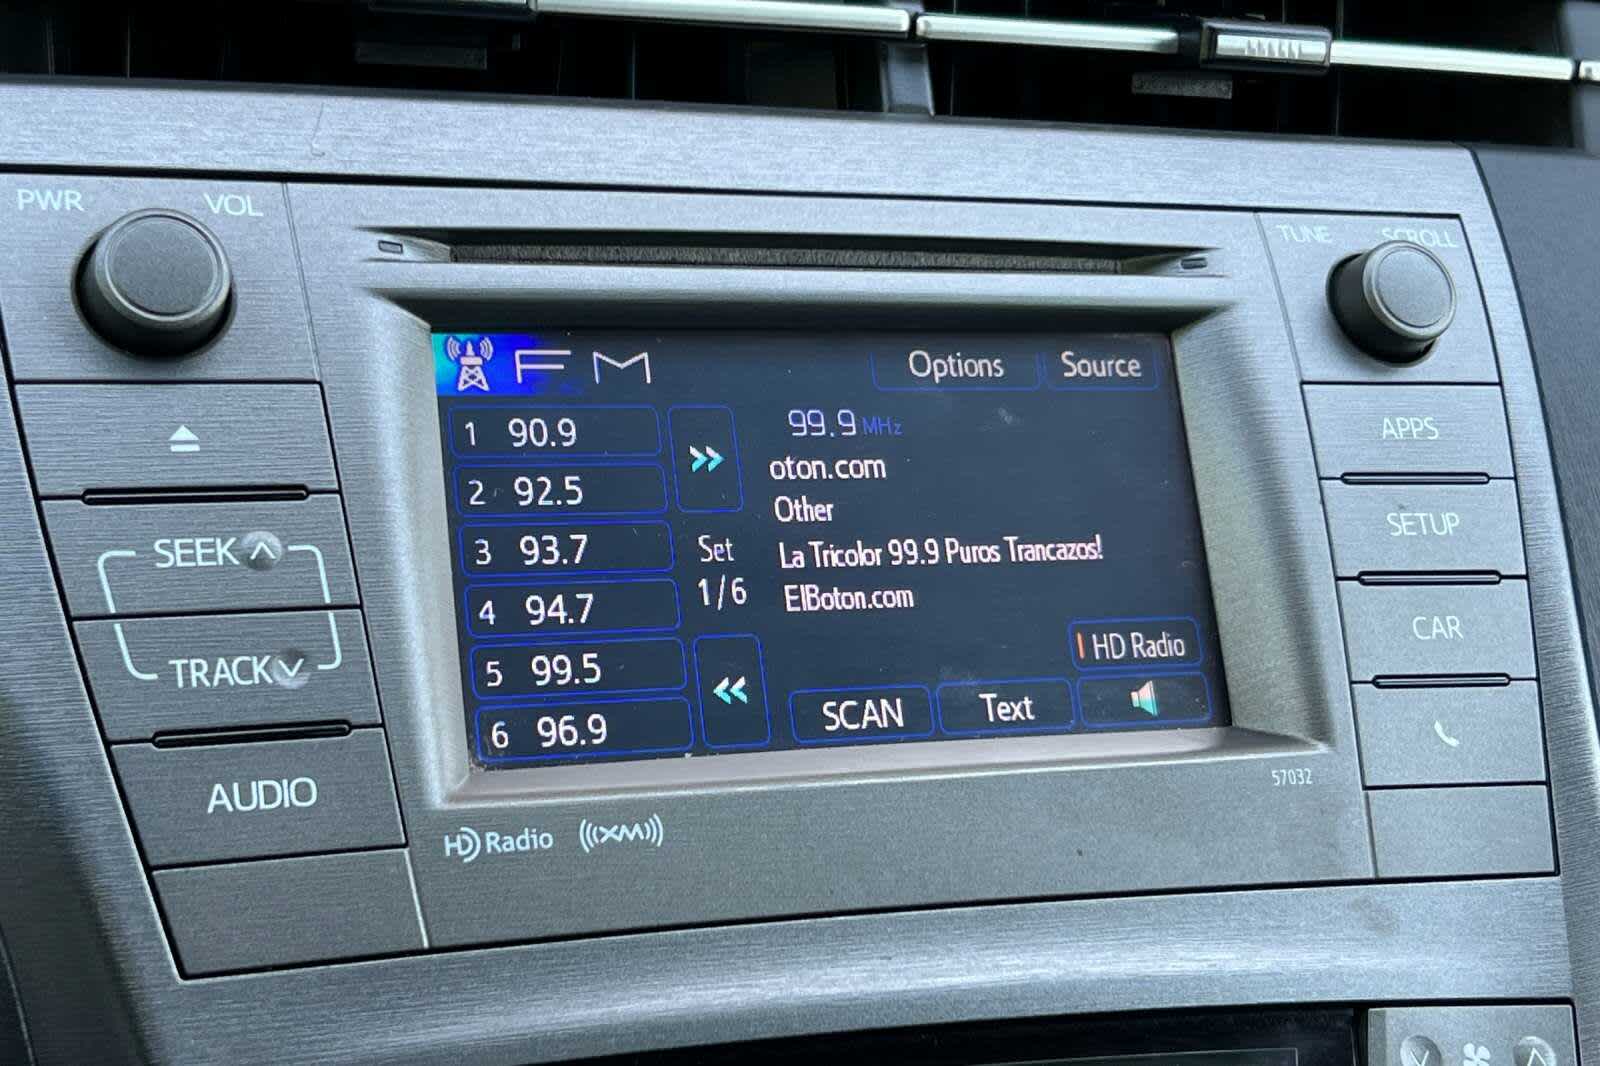 PWR VOL
TUNE SCROLL
FM Options Source
1 90.9
99.9 MHz
oton.com
2 92.5
Other
3 93.7
Set
La Tricolor 99.9 Puros Trancazos!
4 94.7
1/6
ElBoton.com
5 99.5
HD Radio
6 96.9
SCAN Text
SEEK
TRACK
AUDIO
APPS
SETUP
CAR
57032
HD Radio ((XM))